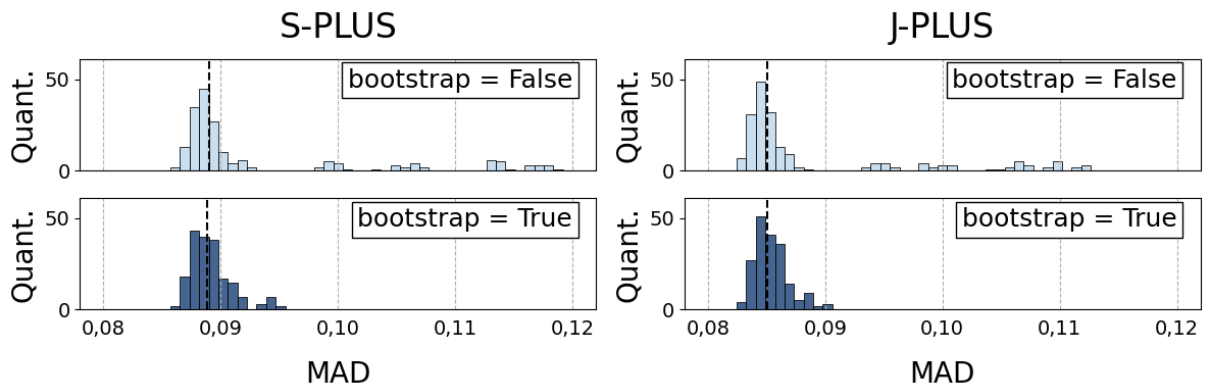 S-PLUS
J-PLUS
Quant.
50
0
bootstrap = False
Quant.
50
0
bootstrap = False
Quant.
50
0
bootstrap = True
0,08 0,09 0,10 0,11 0,12
MAD
Quant.
50
0
bootstrap = True
0,08 0,09 0,10 0,11 0,12
MAD